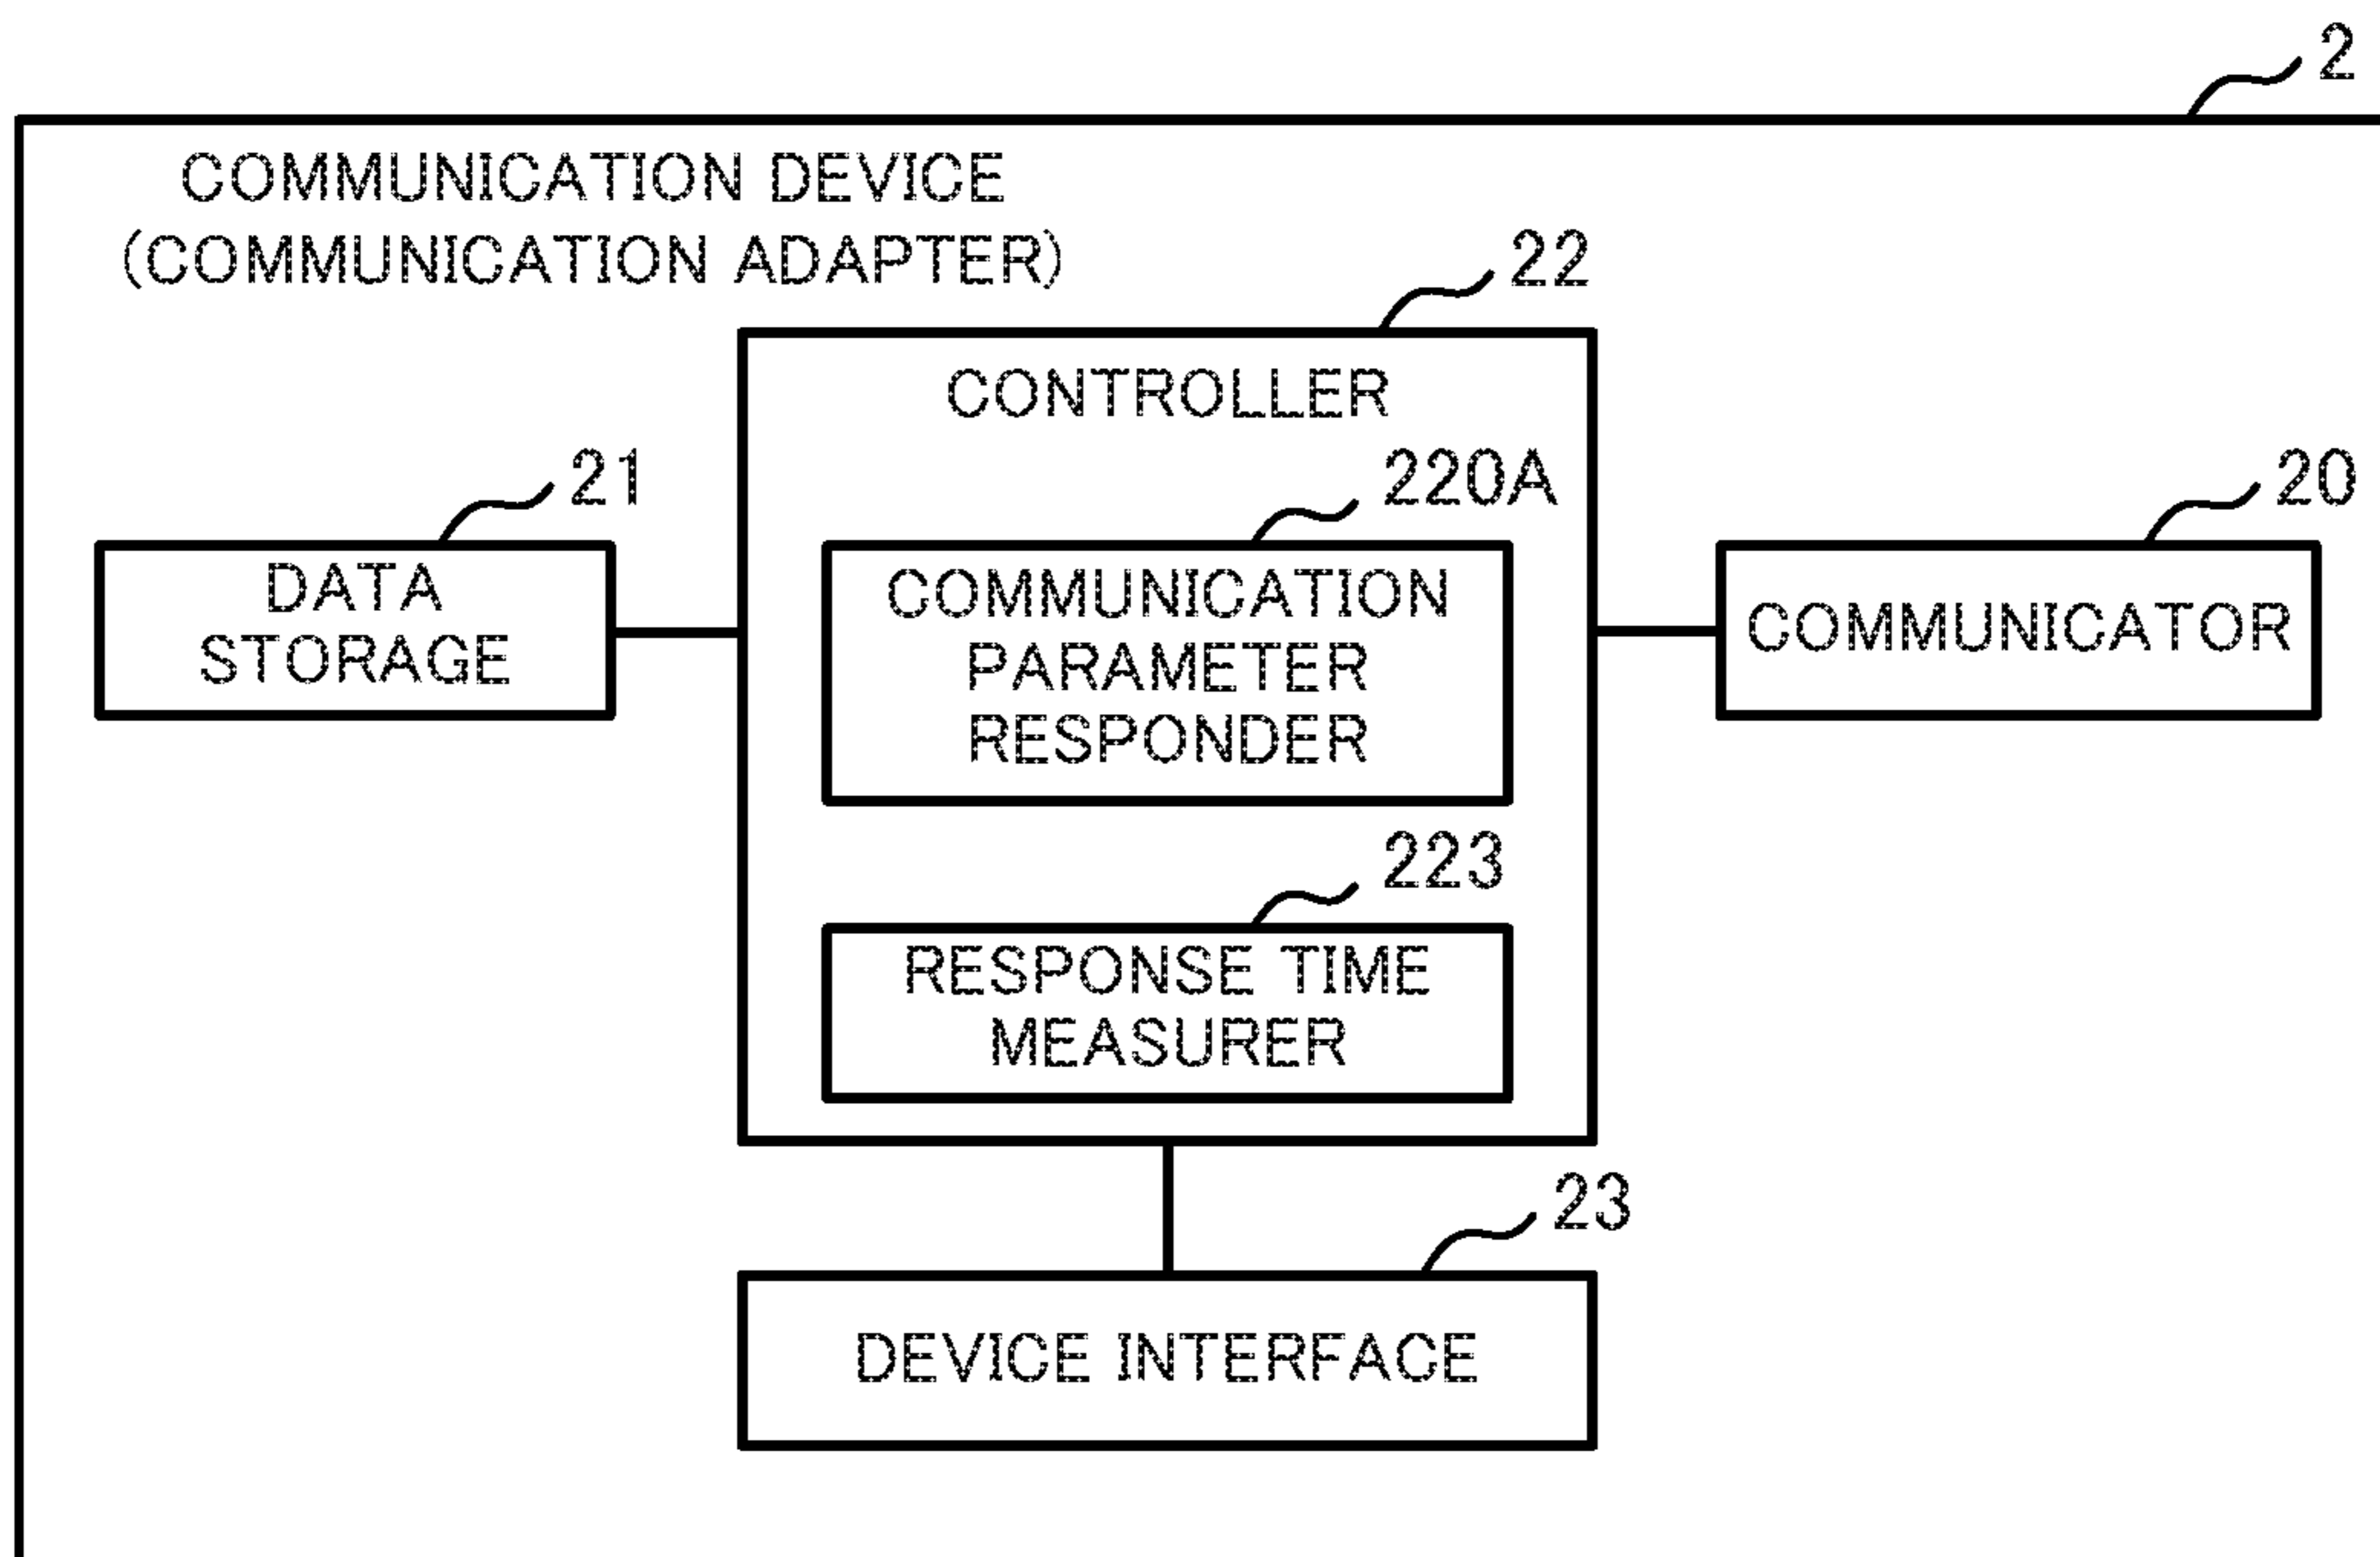 2
COMMUNICATION DEVICE
(COMMUNICATION ADAPTER)
22
CONTROLLER
21
220A
20
DATA
STORAGE
COMMUNICATION
PARAMETER
RESPONDER
COMMUNICATOR
223
RESPONSE TIME
MEASURER
23
DEVICE INTERFACE